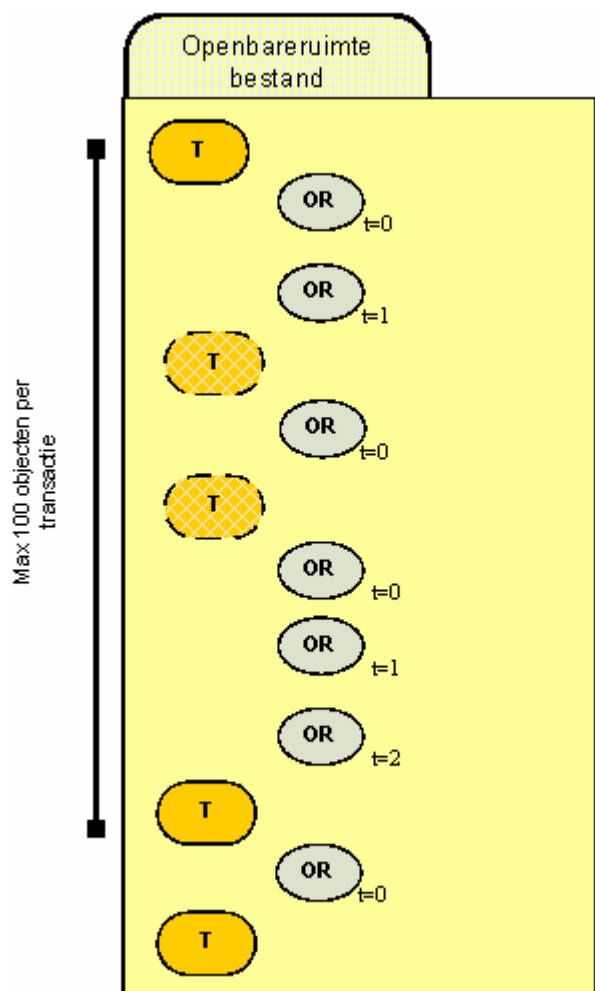 Openbareruimte
bestand
T
OR
t=0
OR
t=1
T
OR
t=0
T
OR
t=0
OR
t=1
OR
t=2
T
OR
t=0
T
Max 100 objecten per
transactie